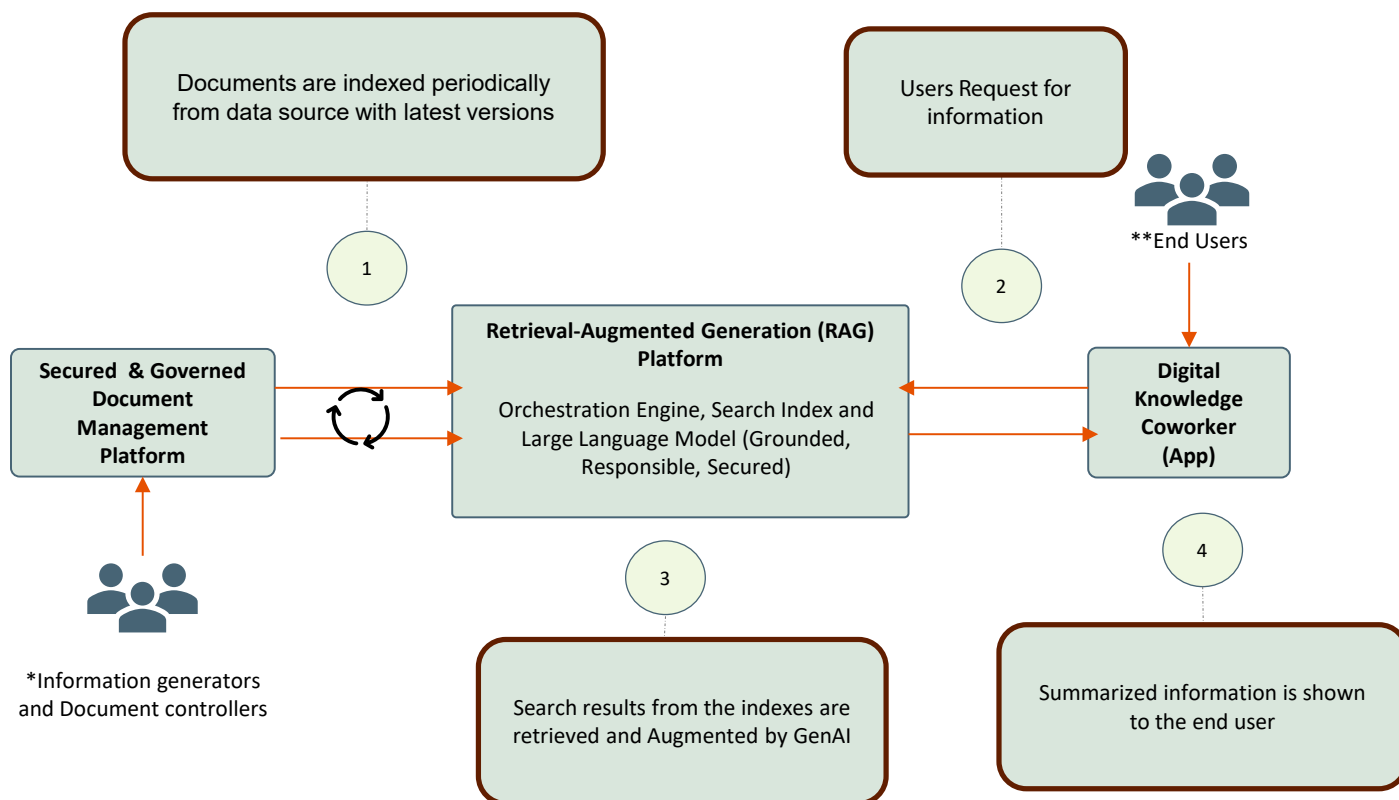 Documents are indexed periodically
from data source with latest versions
Users Request for
information
**End Users
1
2
Secured & Governed
Document
Management
Platform
Retrieval-Augmented Generation (RAG)
Platform
Orchestration Engine, Search Index and
Large Language Model (Grounded,
Responsible, Secured)
Digital
Knowledge
Coworker
(App)
*Information generators
and Document controllers
3
4
Search results from the indexes are
retrieved and Augmented by GenAI
Summarized information is shown
to the end user